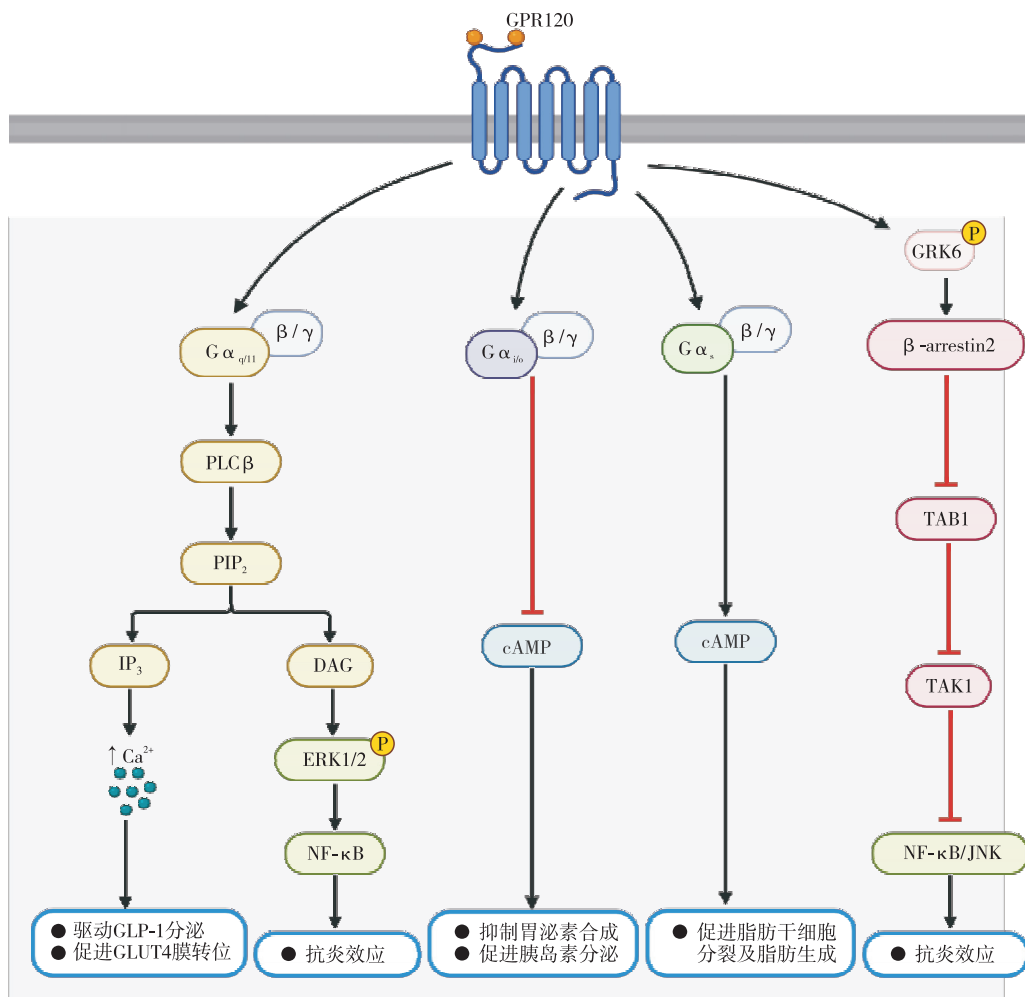 GPR120
P
GRK6
β/γ
Gα q/11
β/γ
Gα i/o
β/γ
Gα s
β-arrestin2
PLCβ
TAB1
PIP2
IP3
DAG
cAMP
cAMP
TAK1
↑ Ca2+
P
ERK1/2
NF-κB
NF-κB/JNK
● 驱动GLP-1分泌
● 促进GLUT4膜转位
● 抗炎效应
● 抑制胃泌素合成
● 促进胰岛素分泌
● 促进脂肪干细胞
分裂及脂肪生成
● 抗炎效应